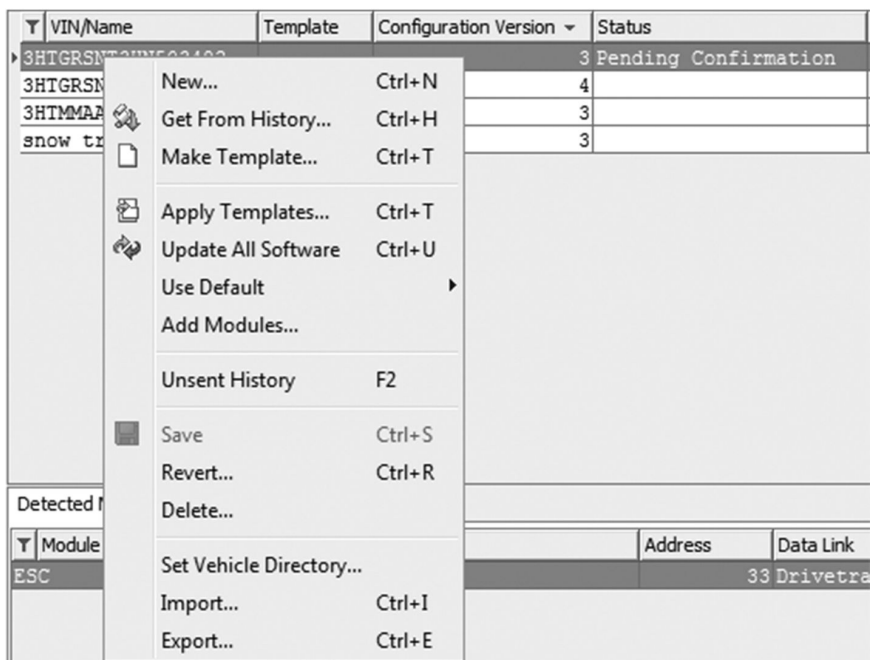 VIN/Name Template Configuration Version Status
3 Pending Confirmation
3HTGRSN 4
3HTMMAA 3
snow tr 3
New... Ctrl+N
Get From History... Ctrl+H
Make Template... Ctrl+T
Apply Templates... Ctrl+T
Update All Software Ctrl+U
Use Default
Add Modules...
Unsent History F2
Save Ctrl+S
Revert... Ctrl+R
Delete...
Set Vehicle Directory...
Import... Ctrl+I
Export... Ctrl+E
Detected
Module Address Data Link
ESC 33 Drivetra